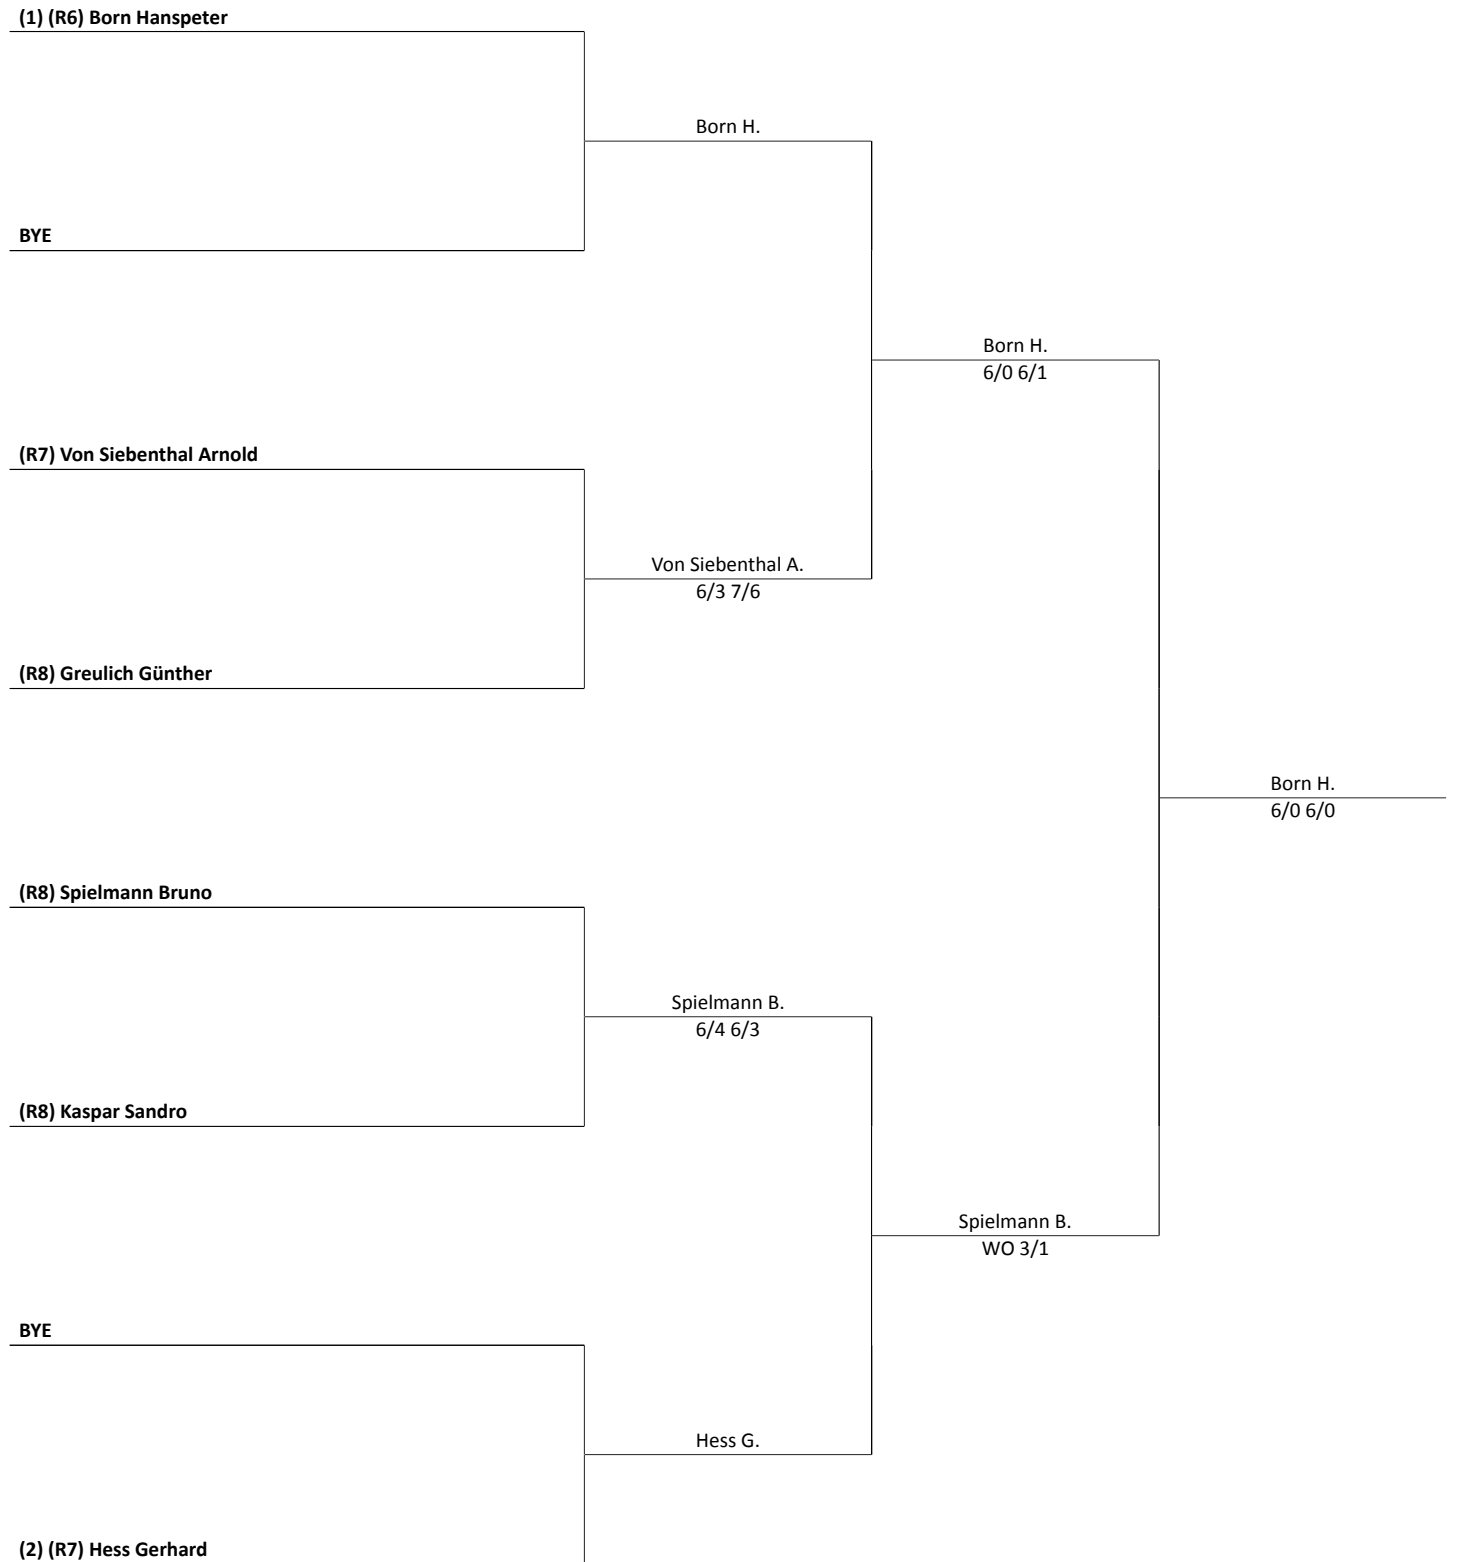 (1) (R6) Born Hanspeter
Born H.
BYE
Born H.
6/0 6/1
(R7) Von Siebenthal Arnold
Von Siebenthal A.
6/3 7/6
(R8) Greulich Günther
Born H.
6/0 6/0
(R8) Spielmann Bruno
Spielmann B.
6/4 6/3
(R8) Kaspar Sandro
Spielmann B.
WO 3/1
BYE
Hess G.
(2) (R7) Hess Gerhard